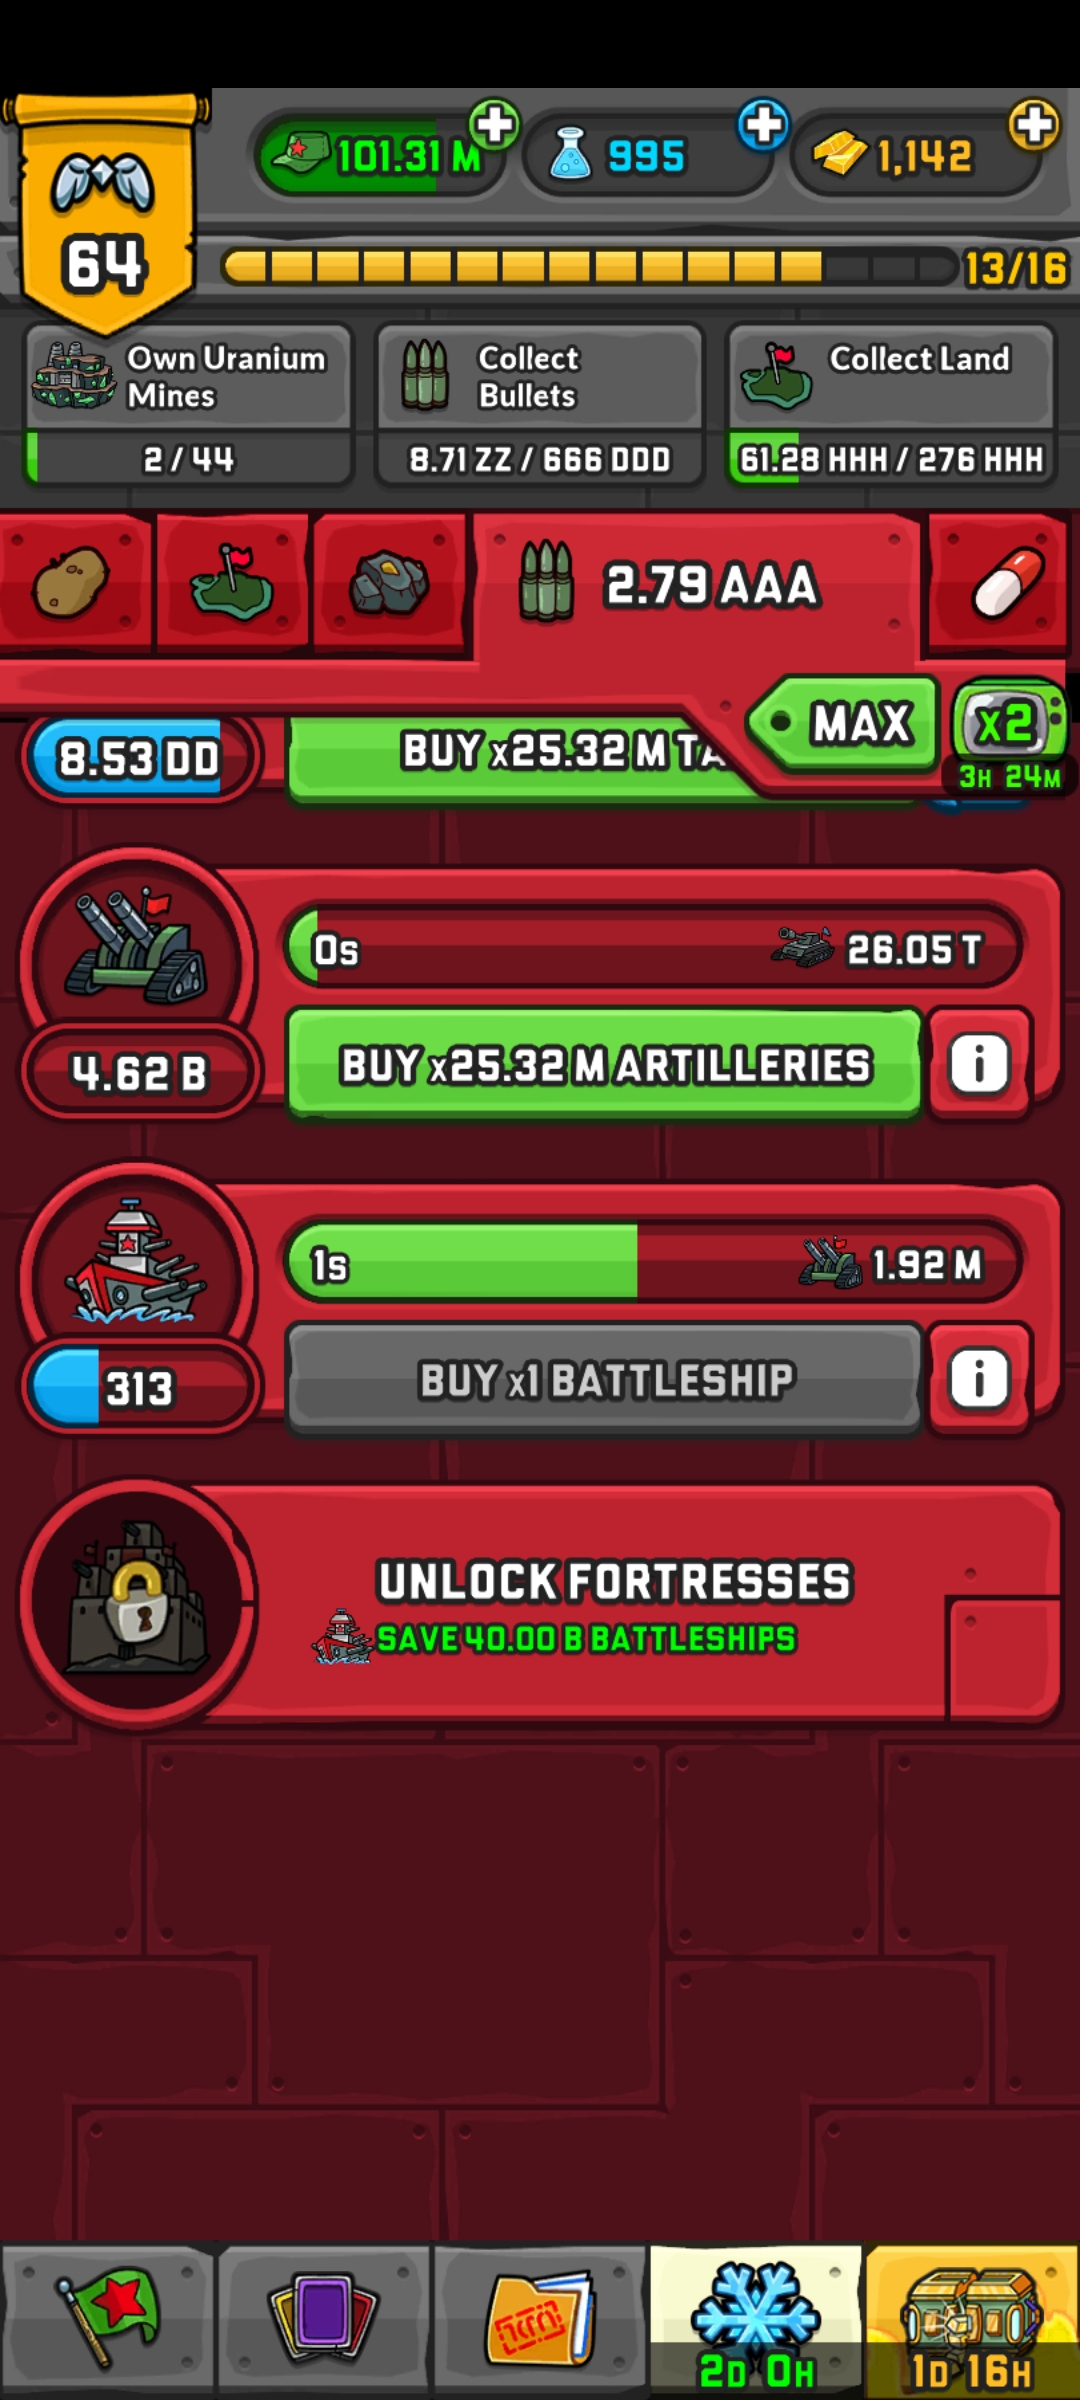 101.31 M
995
1,142
64
13/16
Own Uranium
Mines
2 / 44
Collect
Bullets
8.71 ZZ / 666 DDD
Collect Land
61.28 HHH / 276 HHH
2.79 AAA
MAX
x2
3H 24M
8.53 DD
BUY x25.32 M TA
0s
26.05 T
4.62 B
BUY x25.32 M ARTILLERIES
i
1s
1.92 M
313
BUY x1 BATTLESHIP
i
UNLOCK FORTRESSES
SAVE 40.00 B BATTLESHIPS
2D 0H
1D 16H